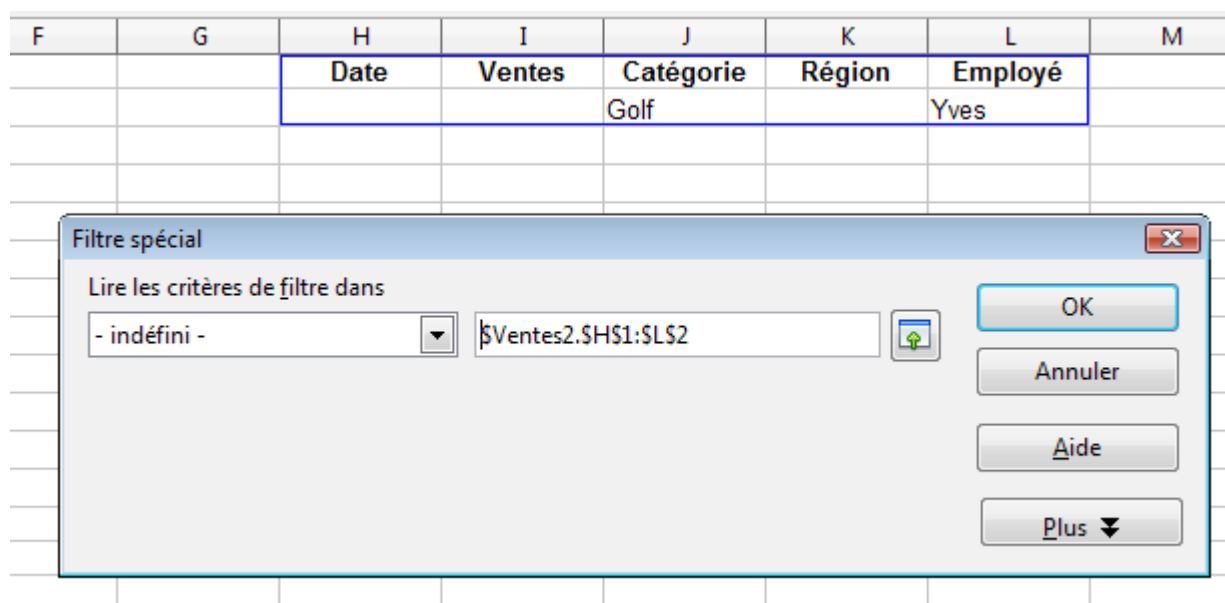 F G H I J K L M
Date Ventes Catégorie Région Employé
Golf Yves
Filtre spécial
Lire les critères de filtre dans
- indéfini - $Ventes2.$H$1:$L$2
OK
Annuler
Aide
Plus